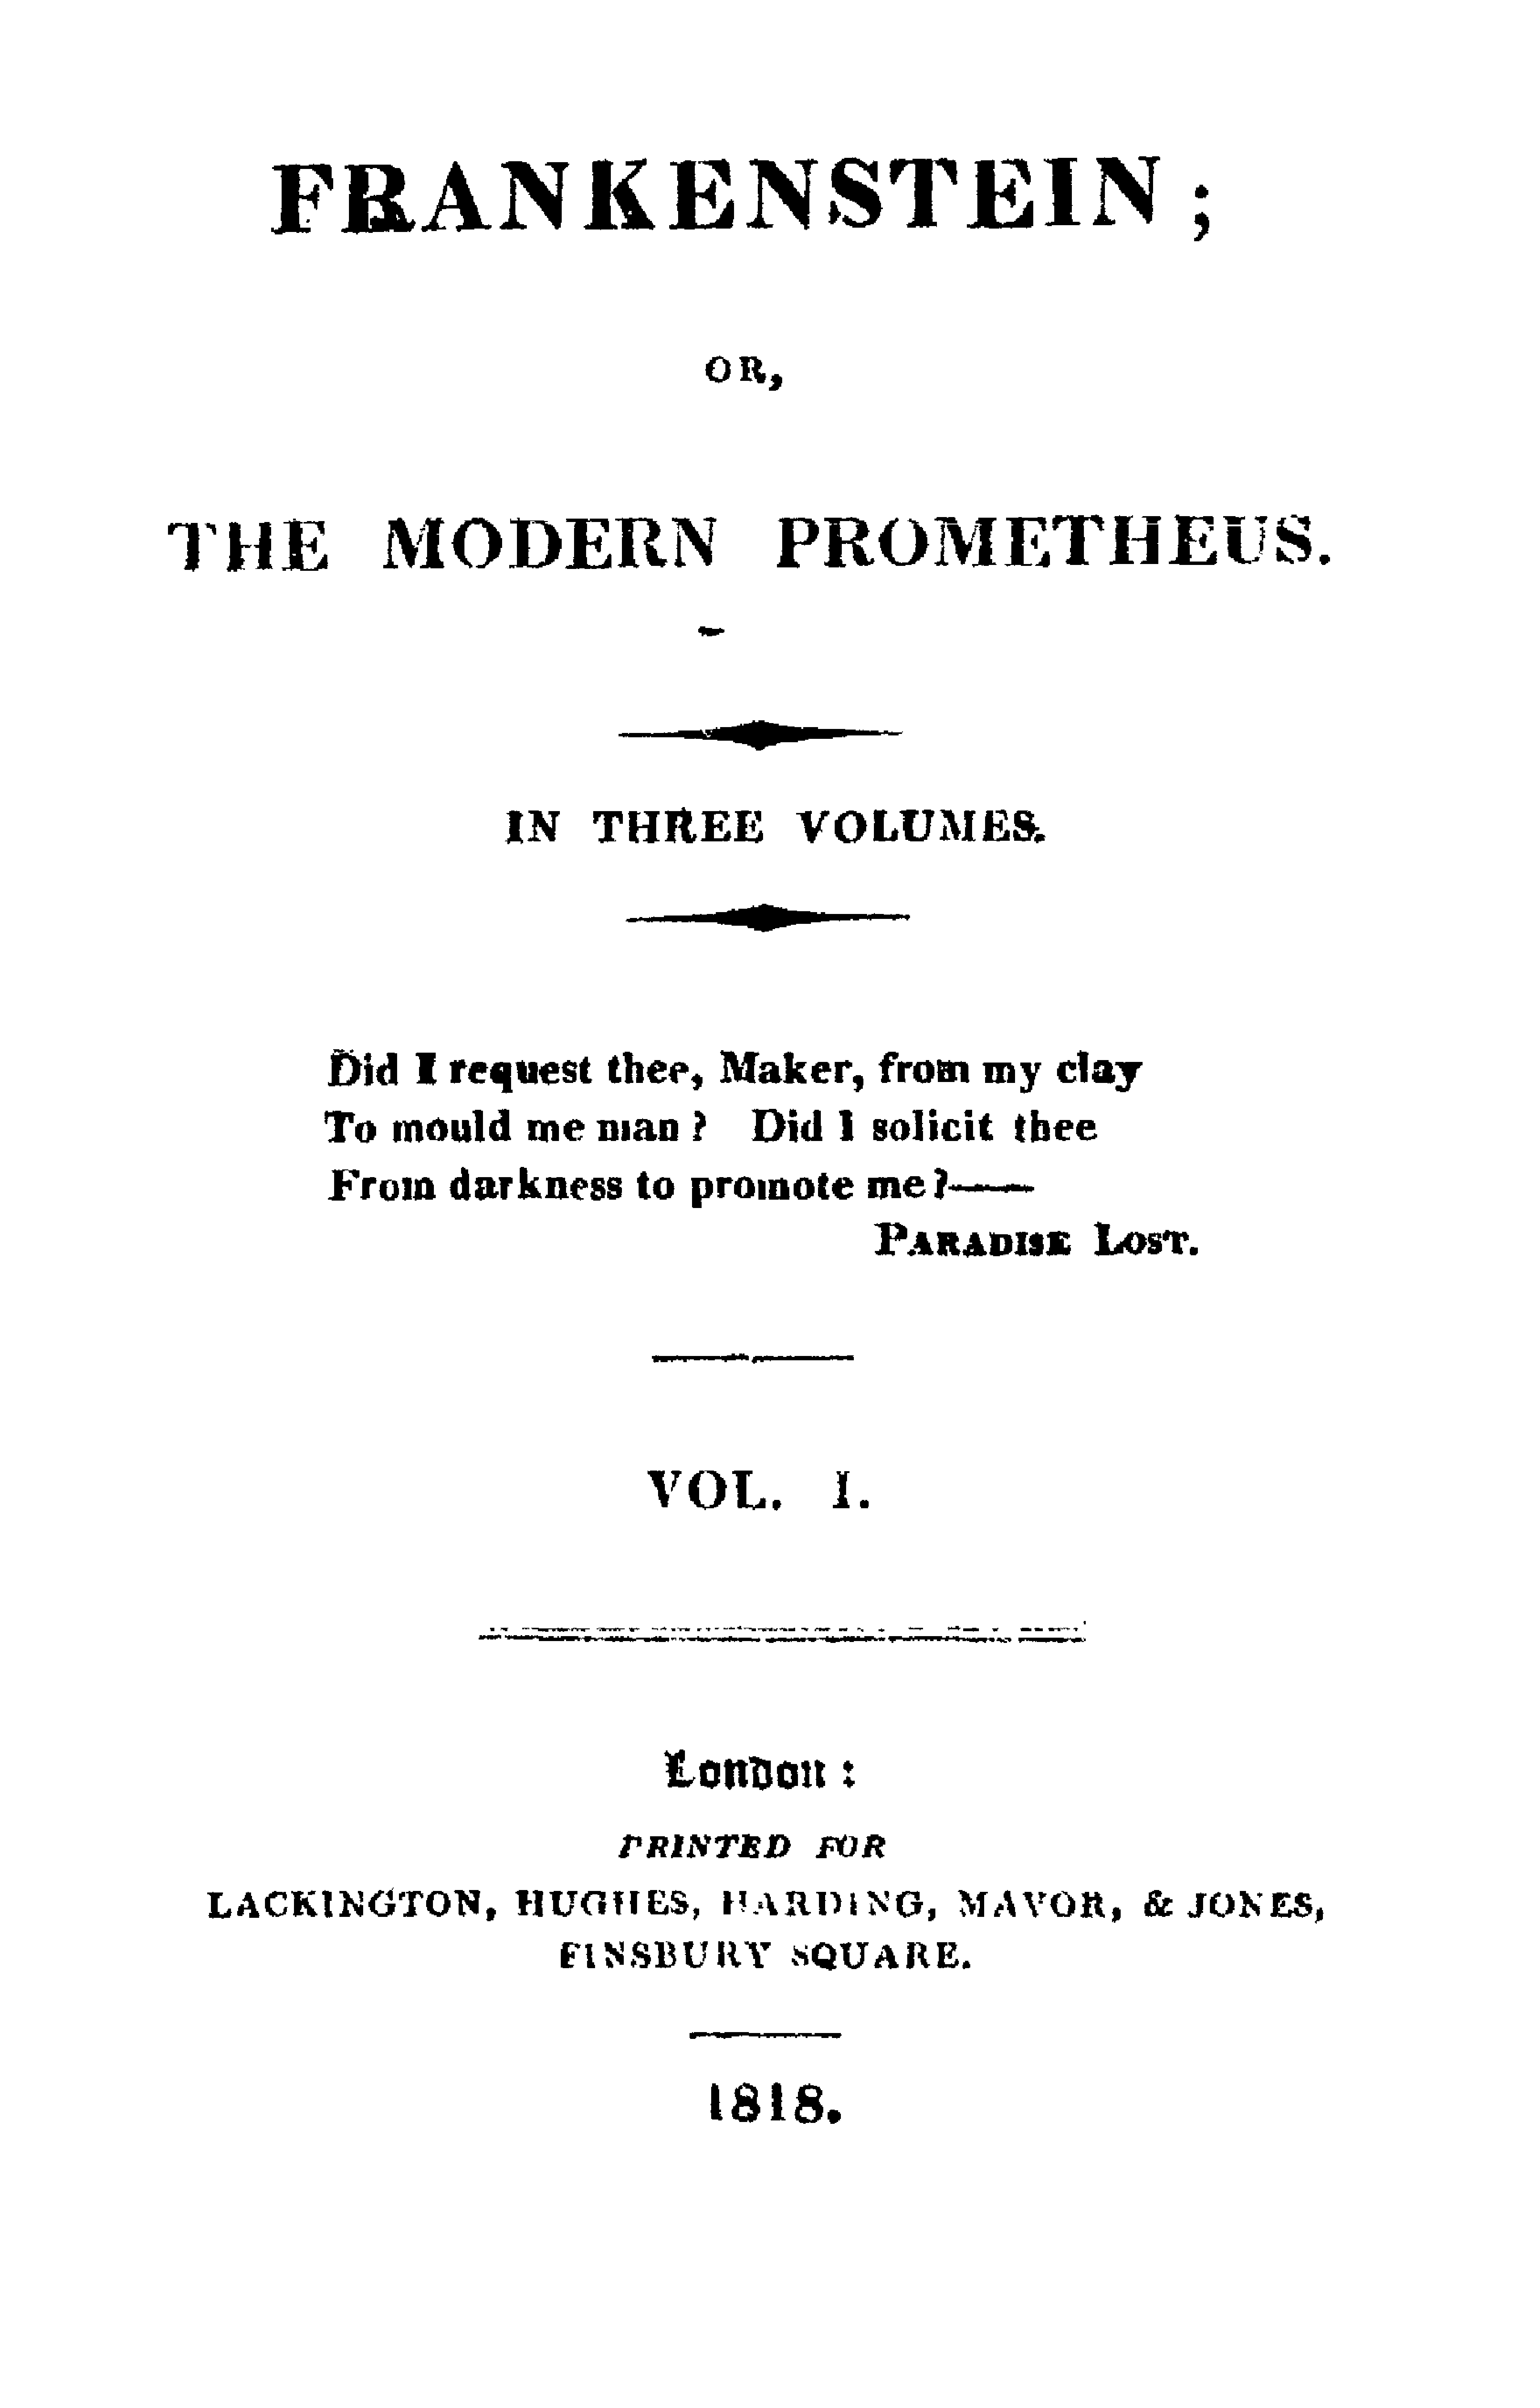 FRANKENSTEIN;
OR,
THE MODERN PROMETHEUS.
IN THREE VOLUMES.
Did I request thee, Maker, from my clay
To mould me man? Did I solicit thee
From darkness to promote me?——
PARADISE LOST.
VOL. I.
London:
PRINTED FOR
LACKINGTON, HUGHES, HARDING, MAVOR, & JONES,
FINSBURY SQUARE.
1818.